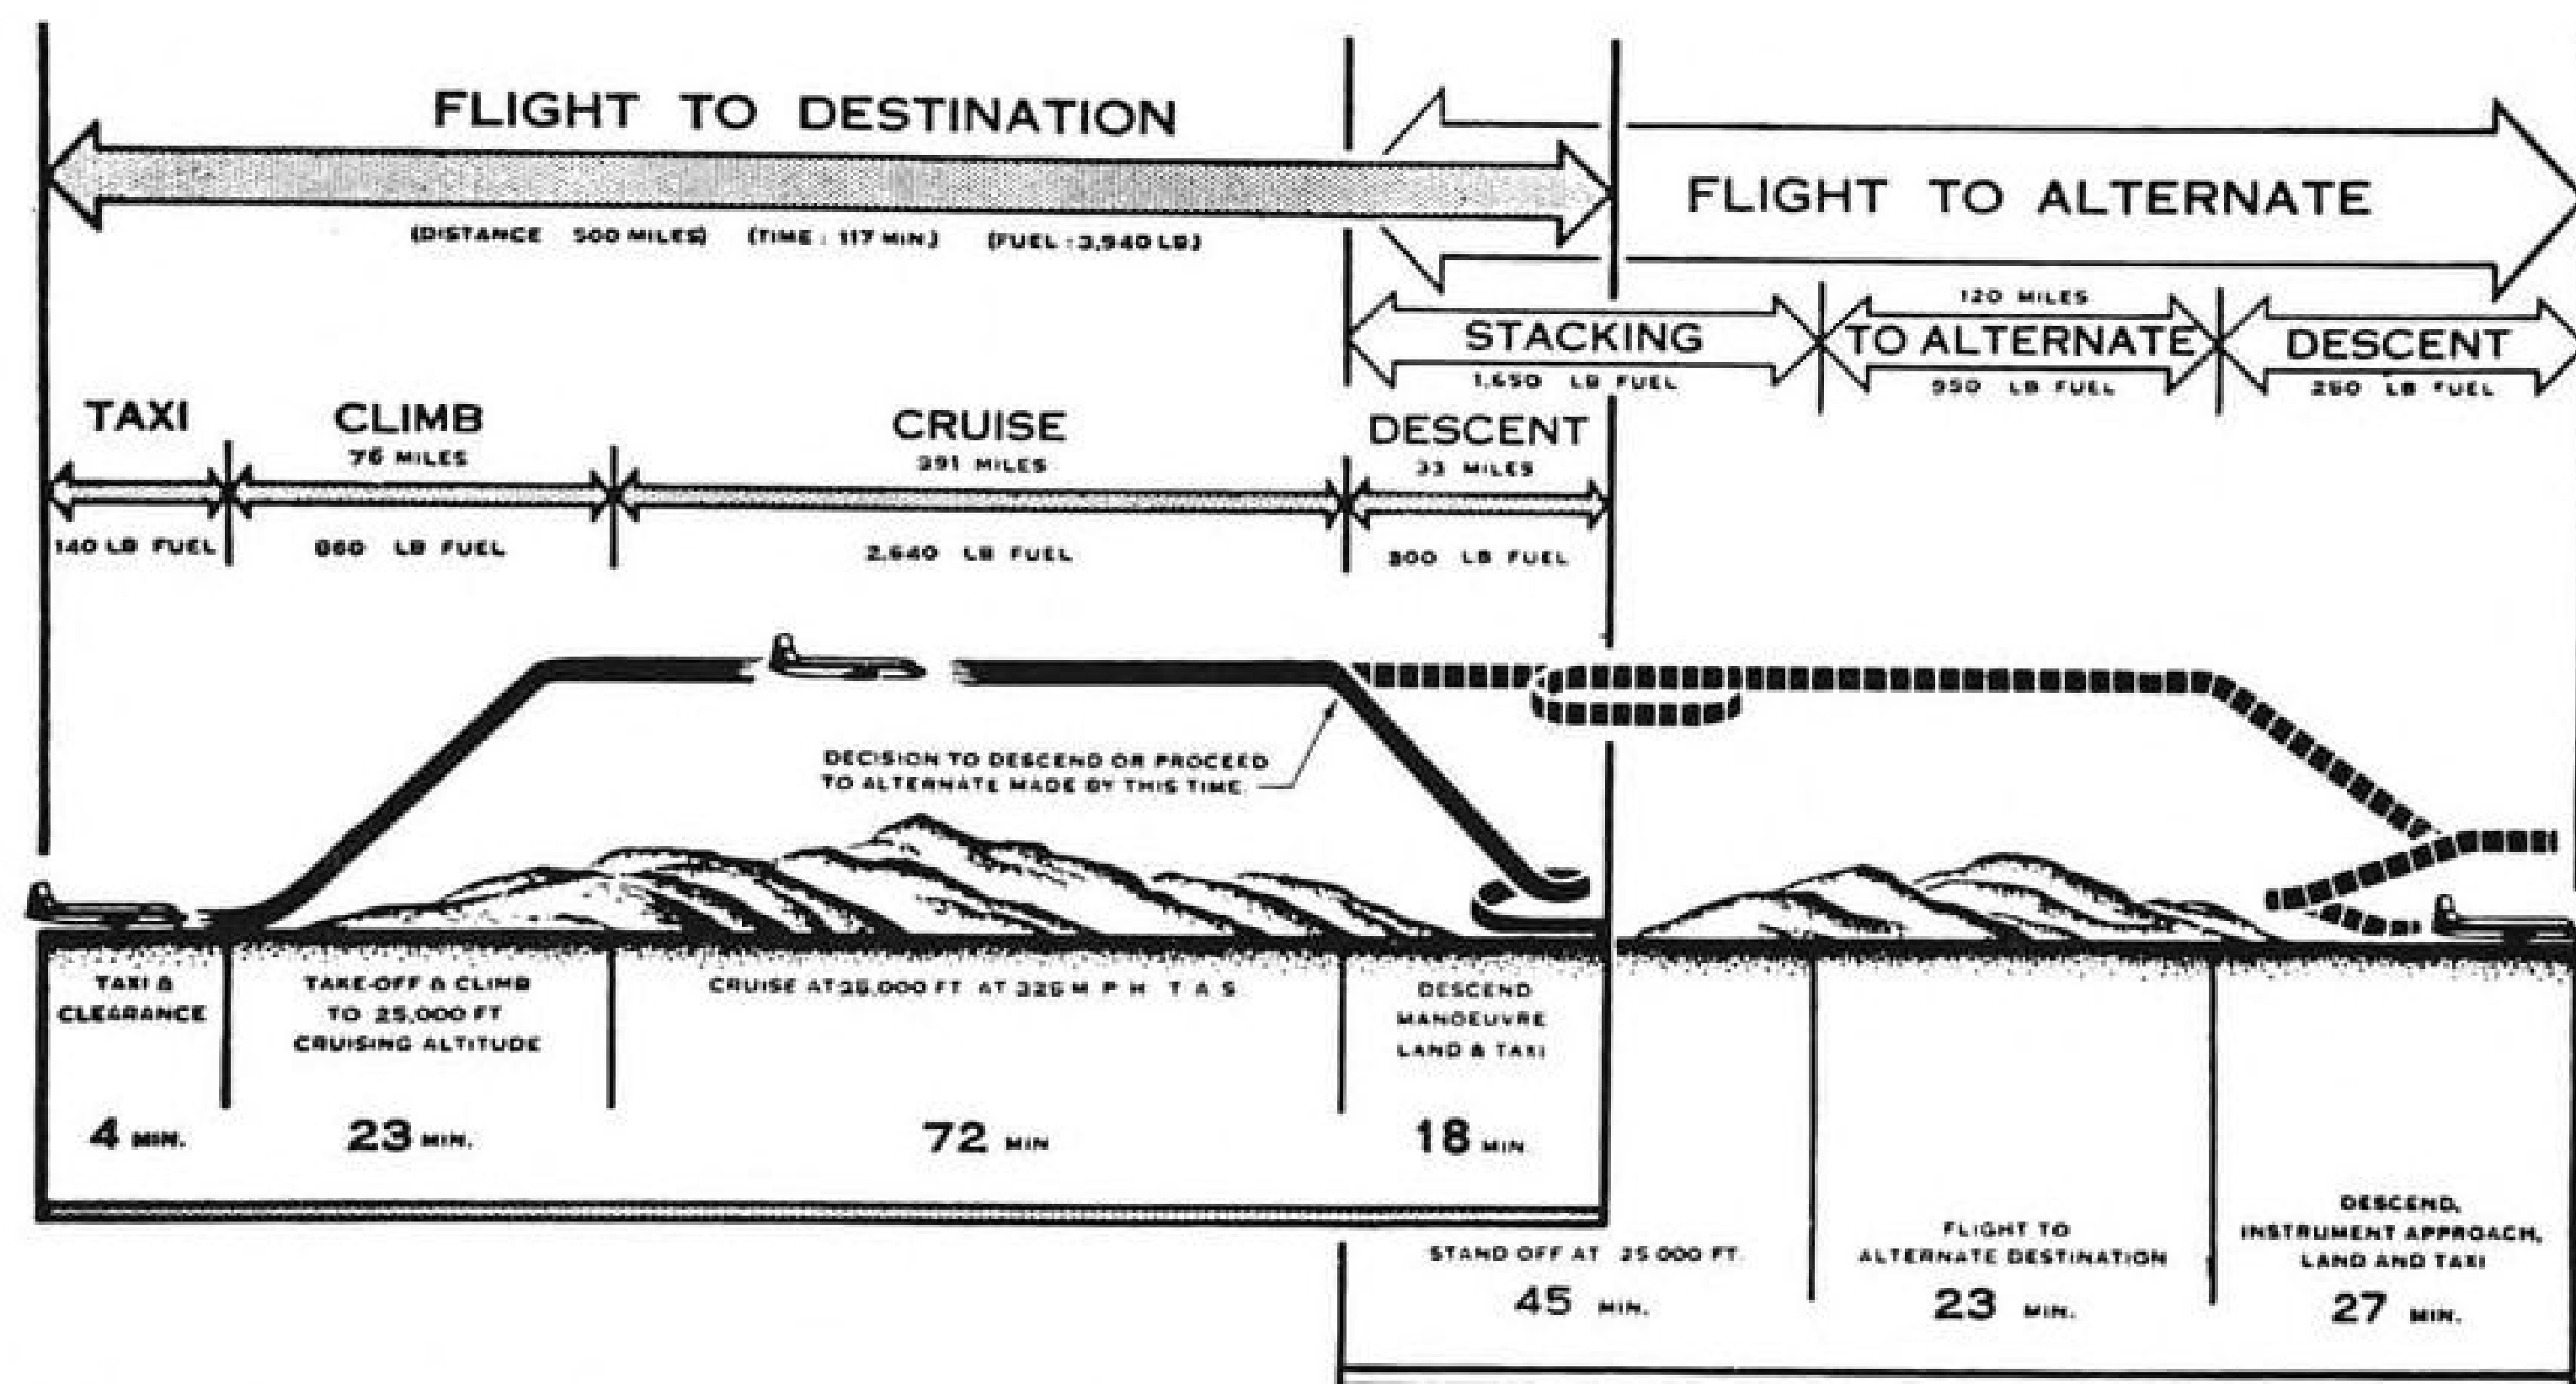 FLIGHT TO DESTINATION
(DISTANCE 500 MILES) (TIME : 117 MIN.) (FUEL : 3,940 LB)
FLIGHT TO ALTERNATE
STACKING
1,650 LB FUEL
120 MILES
TO ALTERNATE
950 LB FUEL
DESCENT
LB FUEL
TAXI
140 LB FUEL
CLIMB
76 MILES
860 LB FUEL
CRUISE
391 MILES
2,640 LB FUEL
DESCENT
33 MILES
300 LB FUEL
DECISION TO DESCEND OR PROCEED
TO ALTERNATE MADE BY THIS TIME.
TAXI &
CLEARANCE
4 MIN.
TAKE-OFF & CLIMB
TO 25,000 FT
CRUISING ALTITUDE
23 MIN.
CRUISE AT 25,000 FT AT 325 M P H T A S
72 MIN
DESCEND
MANOEUVRE
LAND & TAXI
18 MIN.
STAND OFF AT 25 000 FT.
45 MIN.
FLIGHT TO
ALTERNATE DESTINATION
23 MIN.
DESCEND,
INSTRUMENT APPROACH,
LAND AND TAXI
27 MIN.